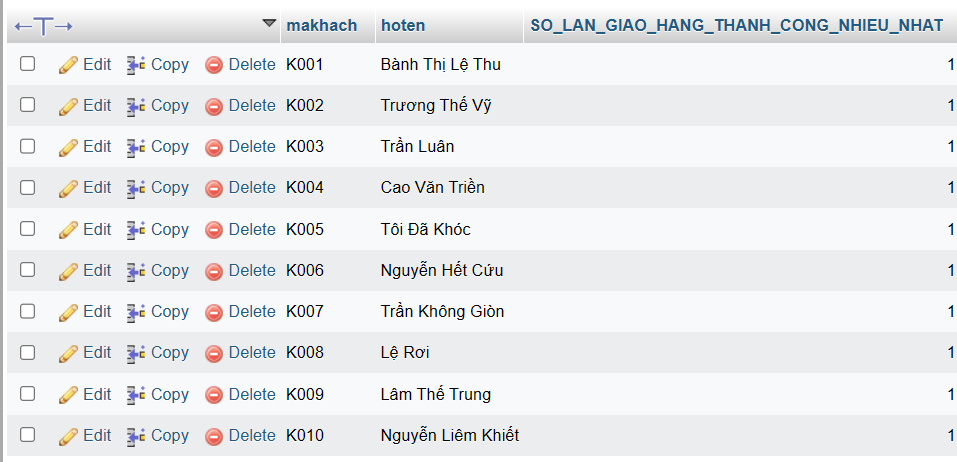 makhach hoten SO_LAN_GIAO_HANG_THANH_CONG_NHIEU_NHAT
Edit Copy Delete K001 Bành Thị Lệ Thu 1
Edit Copy Delete K002 Trương Thế Vỹ 1
Edit Copy Delete K003 Trần Luân 1
Edit Copy Delete K004 Cao Văn Triền 1
Edit Copy Delete K005 Tôi Đã Khóc 1
Edit Copy Delete K006 Nguyễn Hết Cứu 1
Edit Copy Delete K007 Trần Không Giòn 1
Edit Copy Delete K008 Lệ Rơi 1
Edit Copy Delete K009 Lâm Thế Trung 1
Edit Copy Delete K010 Nguyễn Liêm Khiết 1